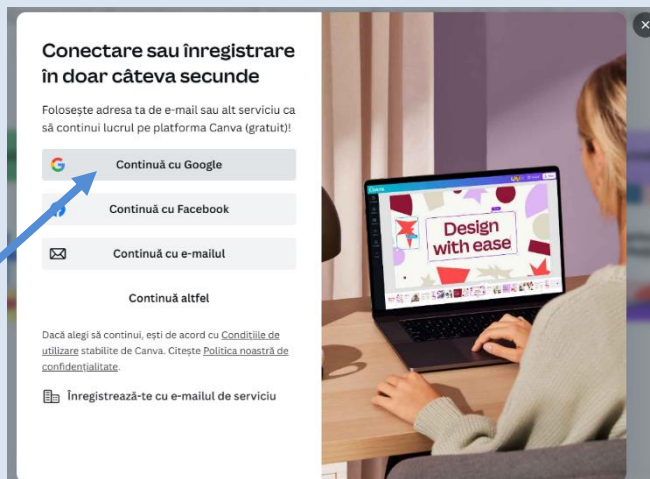 Conectare sau înregistrare
în doar câteva secunde
Folosește adresa ta de e-mail sau alt serviciu ca
să continui lucrul pe platforma Canva (gratuit)!
Continuă cu Google
Continuă cu Facebook
Continuă cu e-mailul
Continuă altfel
Dacă alegi să continui, ești de acord cu Condițiile de
utilizare stabilite de Canva. Citește Politica noastră de
confidențialitate.
Înregistrează-te cu e-mailul de serviciu
Canva
Design
with ease